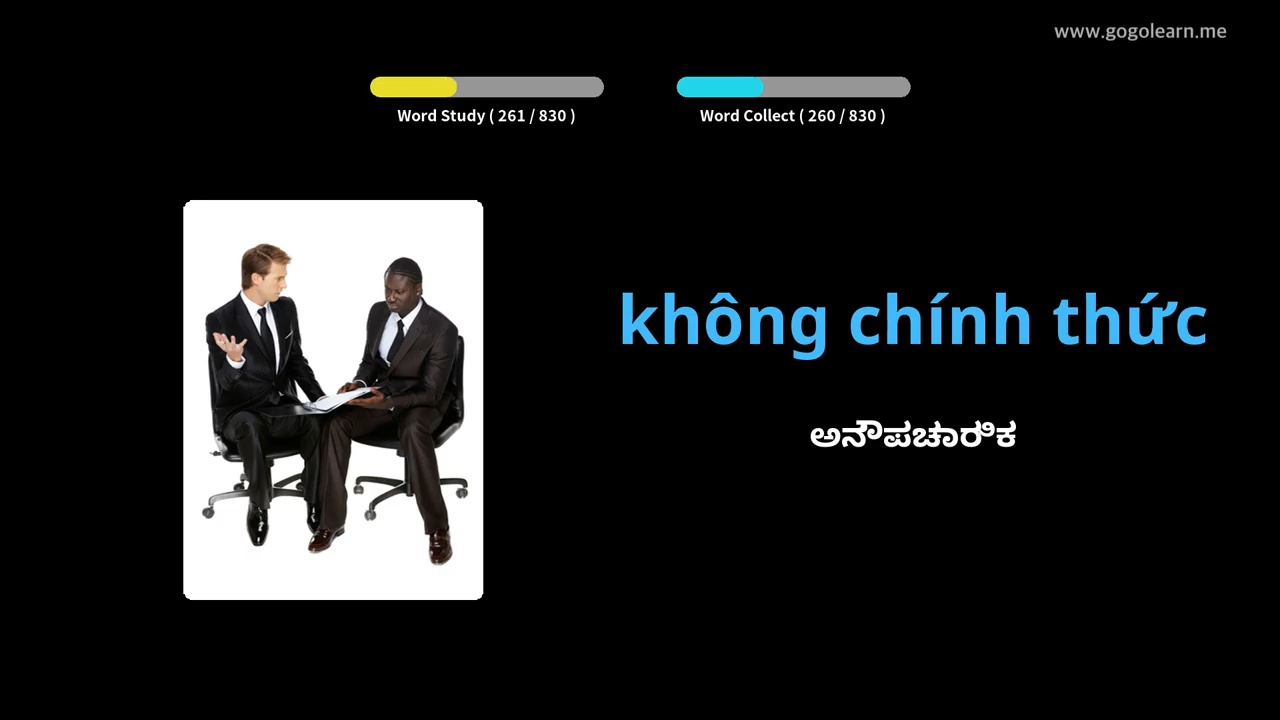 www.gogolearn.me
Word Study ( 261 / 830 )
Word Collect ( 260 / 830 )
không chính thức
ಅನೌಪಚಾರಿಕ